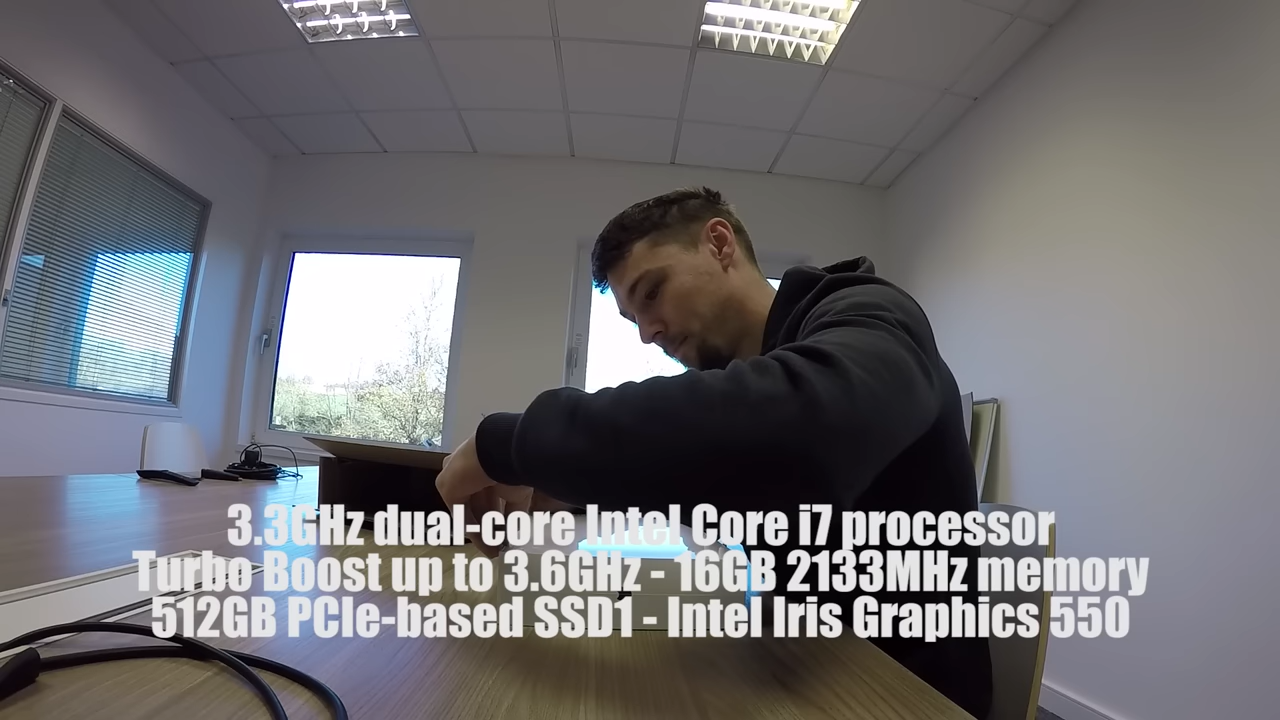 3.3GHz dual-core Intel Core i7 processor
Turbo Boost up to 3.6GHz - 16GB 2133MHz memory
512GB PCIe-based SSD1 - Intel Iris Graphics 550